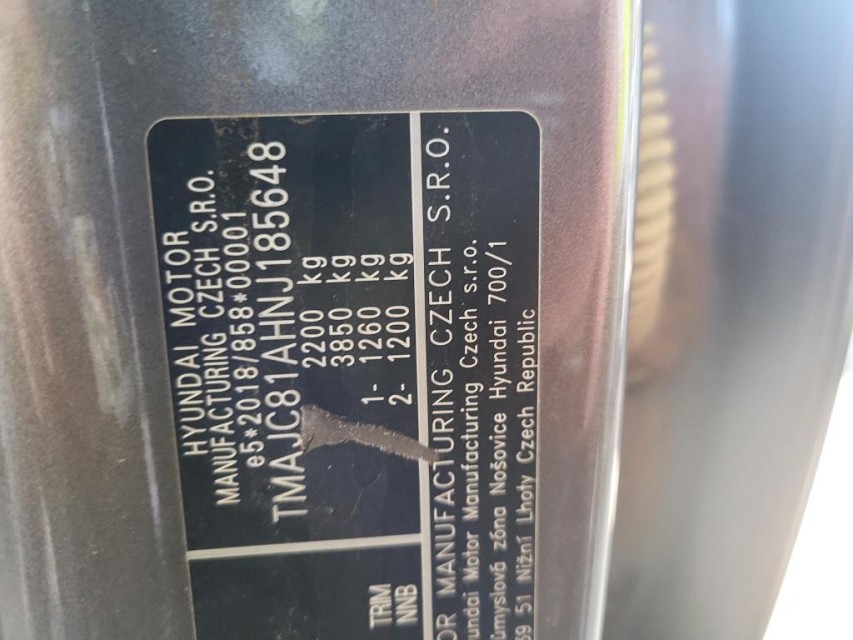 HYUNDAI MOTOR
MANUFACTURING CZECH S.R.O.
e5*2018/858*00001
TMAJC81AHNJ185648
2200 kg
3850 kg
1- 1260 kg
2- 1200 kg
TRIM
NNB
OR MANUFACTURING CZECH S.R.O.
undai Motor Manufacturing Czech s.r.o.
ůmyslová zóna Nošovice Hyundai 700/1
39 51 Nižní Lhoty Czech Republic